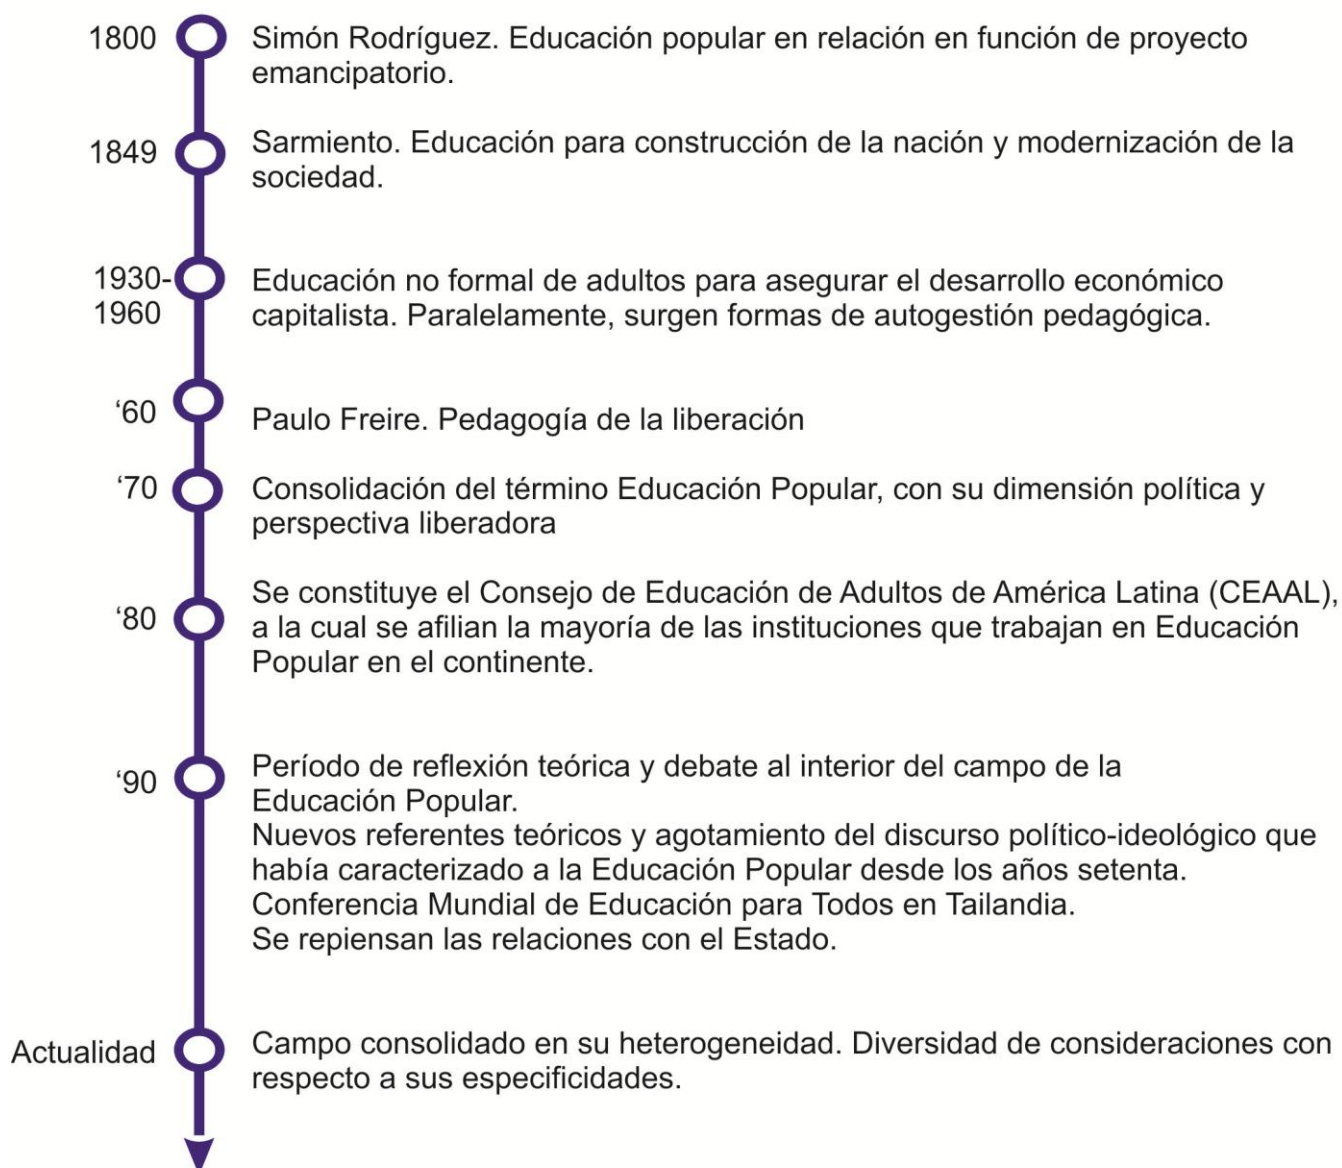 1800
Simón Rodríguez. Educación popular en relación en función de proyecto
emancipatorio.
1849
Sarmiento. Educación para construcción de la nación y modernización de la
sociedad.
1930-
1960
Educación no formal de adultos para asegurar el desarrollo económico
capitalista. Paralelamente, surgen formas de autogestión pedagógica.
‘60
Paulo Freire. Pedagogía de la liberación
‘70
Consolidación del término Educación Popular, con su dimensión política y
perspectiva liberadora
‘80
Se constituye el Consejo de Educación de Adultos de América Latina (CEAAL),
a la cual se afilian la mayoría de las instituciones que trabajan en Educación
Popular en el continente.
‘90
Período de reflexión teórica y debate al interior del campo de la
Educación Popular.
Nuevos referentes teóricos y agotamiento del discurso político-ideológico que
había caracterizado a la Educación Popular desde los años setenta.
Conferencia Mundial de Educación para Todos en Tailandia.
Se repiensan las relaciones con el Estado.
Actualidad
Campo consolidado en su heterogeneidad. Diversidad de consideraciones con
respecto a sus especificidades.